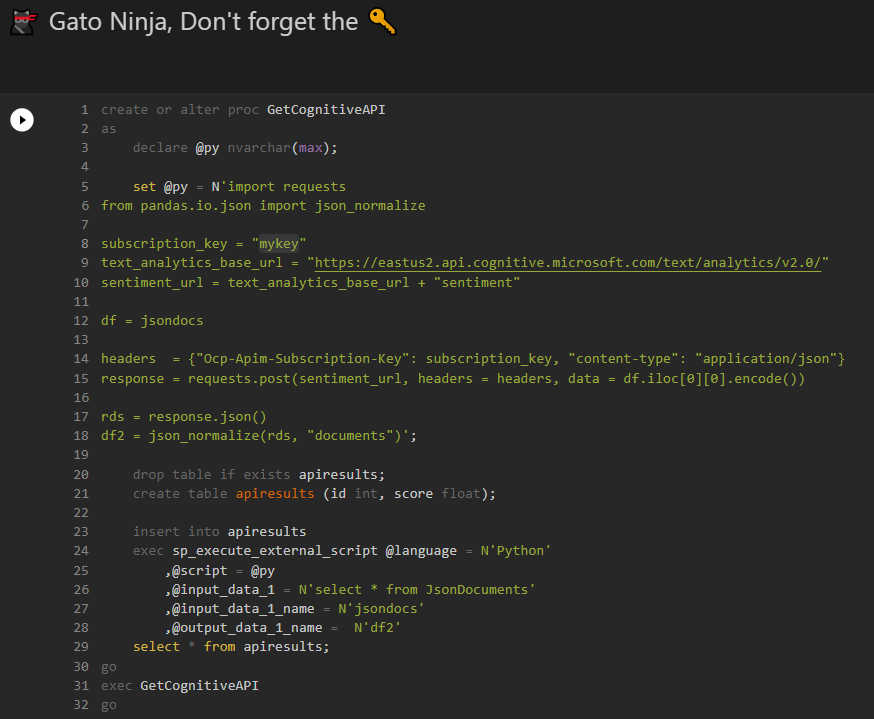 Gato Ninja, Don't forget the 🔑
1 create or alter proc GetCognitiveAPI
2 as
3     declare @py nvarchar(max);
4
5     set @py = N'import requests
6 from pandas.io.json import json_normalize
7
8 subscription_key = "mykey"
9 text_analytics_base_url = "https://eastus2.api.cognitive.microsoft.com/text/analytics/v2.0/"
10 sentiment_url = text_analytics_base_url + "sentiment"
11
12 df = jsondocs
13
14 headers  = {"Ocp-Apim-Subscription-Key": subscription_key, "content-type": "application/json"}
15 response = requests.post(sentiment_url, headers = headers, data = df.iloc[0][0].encode())
16
17 rds = response.json()
18 df2 = json_normalize(rds, "documents")';
19
20     drop table if exists apiresults;
21     create table apiresults (id int, score float);
22
23     insert into apiresults
24     exec sp_execute_external_script @language = N'Python'
25         ,@script = @py
26         ,@input_data_1 = N'select * from JsonDocuments'
27         ,@input_data_1_name = N'jsondocs'
28         ,@output_data_1_name =  N'df2'
29     select * from apiresults;
30 go
31 exec GetCognitiveAPI
32 go